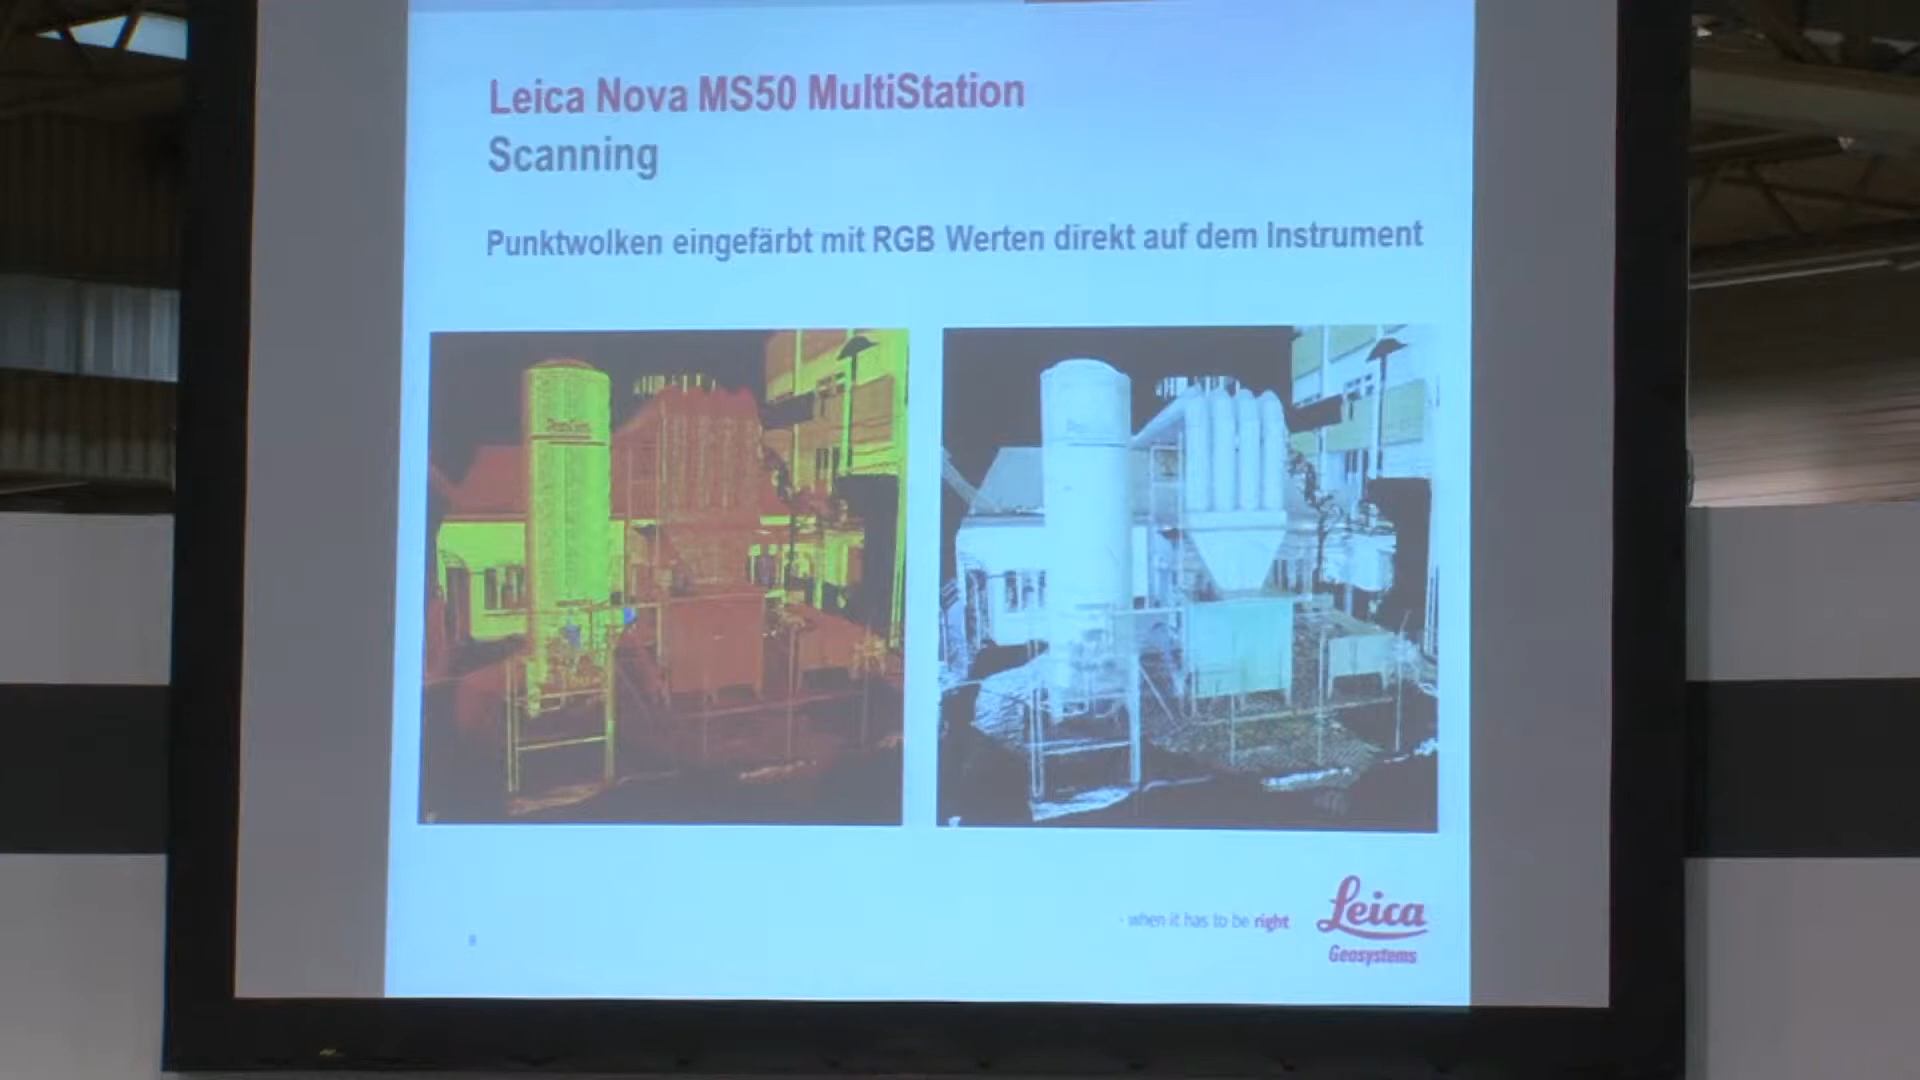 Leica Nova MS50 MultiStation
Scanning
Punktwolken eingefärbt mit RGB Werten direkt auf dem Instrument
- when it has to be right
Leica
Geosystems